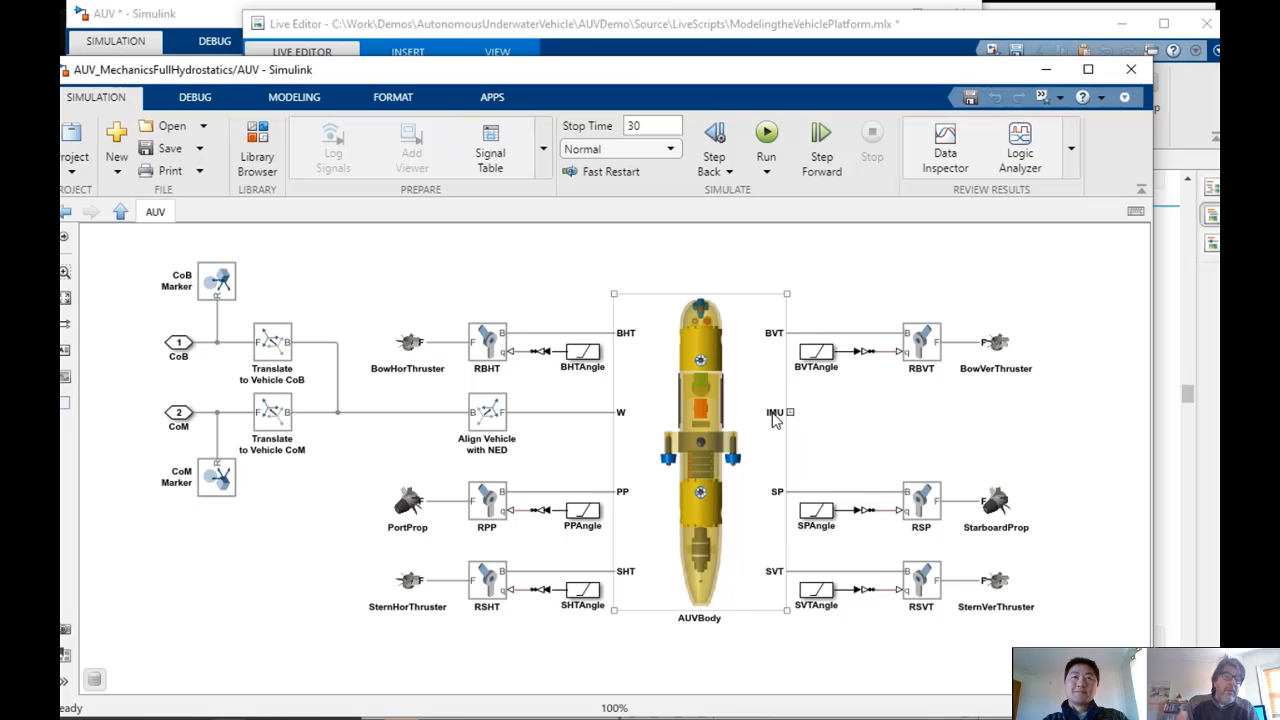 AUV * - Simulink
Live Editor - C:\Work\Demos\AutonomousUnderwaterVehicle\AUVDemo\Source\LiveScripts\ModelingtheVehiclePlatform.mlx *
SIMULATION
DEBUG
LIVE EDITOR
INSERT
VIEW
AUV_MechanicsFullHydrostatics/AUV - Simulink
SIMULATION
DEBUG
MODELING
FORMAT
APPS
roject
New
Open
Save
Print
FILE
Library
Browser
LIBRARY
Log
Signals
Add
Viewer
Signal
Table
PREPARE
Stop Time
30
Normal
Fast Restart
Step
Back
Run
Step
Forward
Stop
SIMULATE
Data
Inspector
Logic
Analyzer
REVIEW RESULTS
ROJECT
AUV
CoB
Marker
R
1
CoB
F B
Translate
to Vehicle CoB
F
BowHorThruster
F B
q
RBHT
BHTAngle
BHT
BVT
BVTAngle
B F
q
RBVT
F
BowVerThruster
2
CoM
F B
Translate
to Vehicle CoM
B F
Align Vehicle
with NED
W
IMU
CoM
Marker
R
F
PortProp
F B
q
RPP
PPAngle
PP
SP
SPAngle
B F
q
RSP
F
StarboardProp
F
SternHorThruster
F B
q
RSHT
SHTAngle
SHT
SVT
SVTAngle
B F
q
RSVT
F
SternVerThruster
AUVBody
eady
100%